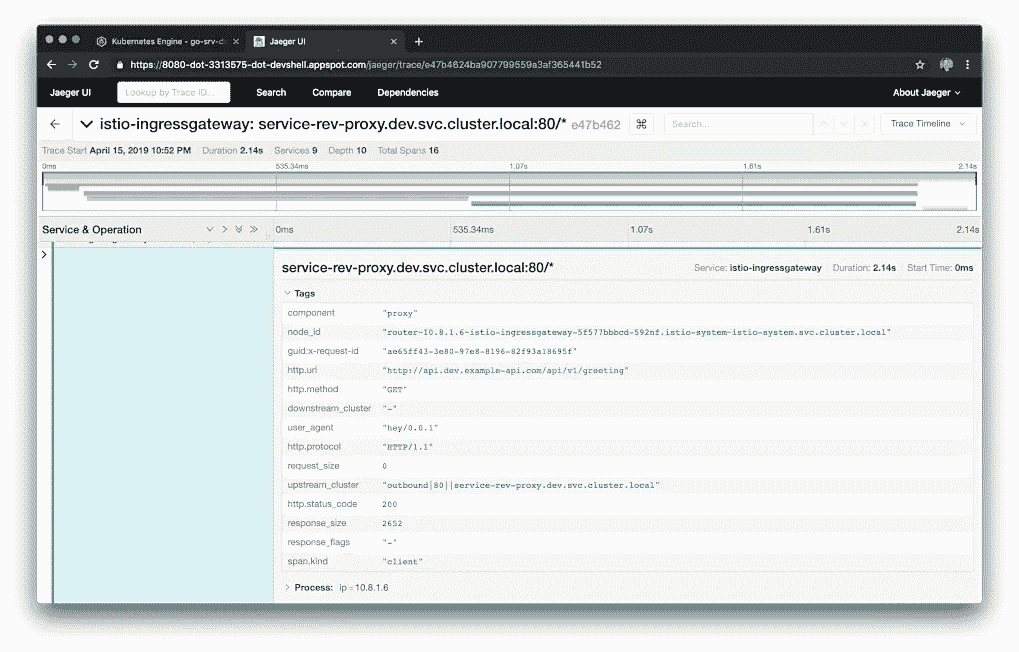 Kubernetes Engine - go-srv-d
Jaeger UI
https://8080-dot-3313575-dot-devshell.appspot.com/jaeger/trace/e47b4624ba907799559a3af365441b52
Jaeger UI Lookup by Trace ID... Search Compare Dependencies About Jaeger
istio-ingressgateway: service-rev-proxy.dev.svc.cluster.local:80/* e47b462 ⌘ Search... Trace Timeline
Trace Start April 15, 2019 10:52 PM Duration 2.14s Services 9 Depth 10 Total Spans 16
0ms 535.34ms 1.07s 1.61s 2.14s
Service & Operation 0ms 535.34ms 1.07s 1.61s 2.14s
service-rev-proxy.dev.svc.cluster.local:80/* Service: istio-ingressgateway Duration: 2.14s Start Time: 0ms
Tags
component "proxy"
node_id "router~10.8.1.6~istio-ingressgateway-5f577bbbcd-592nf.istio-system~istio-system.svc.cluster.local"
guid:x-request-id "ae65ff43-3e80-97e8-8196-82f93a18695f"
http.url "http://api.dev.example-api.com/api/v1/greeting"
http.method "GET"
downstream_cluster "-"
user_agent "hey/0.0.1"
http.protocol "HTTP/1.1"
request_size 0
upstream_cluster "outbound|80||service-rev-proxy.dev.svc.cluster.local"
http.status_code 200
response_size 2652
response_flags "-"
span.kind "client"
Process: ip = 10.8.1.6